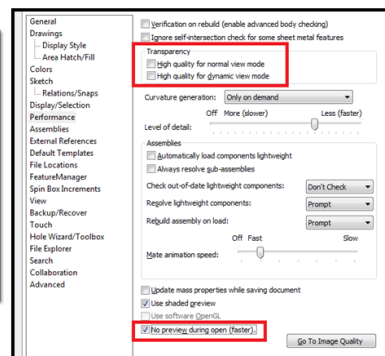 General
Drawings
Display Style
Area Hatch/Fill
Colors
Sketch
Relations/Snaps
Display/Selection
Performance
Assemblies
External References
Default Templates
File Locations
FeatureManager
Spin Box Increments
View
Backup/Recover
Touch
Hole Wizard/Toolbox
File Explorer
Search
Collaboration
Advanced
Verification on rebuild (enable advanced body checking)
Ignore self-intersection check for some sheet metal features
Transparency
High quality for normal view mode
High quality for dynamic view mode
Curvature generation: Only on demand
Off More (slower) Less (faster)
Level of detail:
Assemblies
Automatically load components lightweight
Always resolve sub-assemblies
Check out-of-date lightweight components: Don't Check
Resolve lightweight components: Prompt
Rebuild assembly on load: Prompt
Off Fast Slow
Mate animation speed:
Update mass properties while saving document
Use shaded preview
Use software OpenGL
No preview during open (faster).
Go To Image Quality